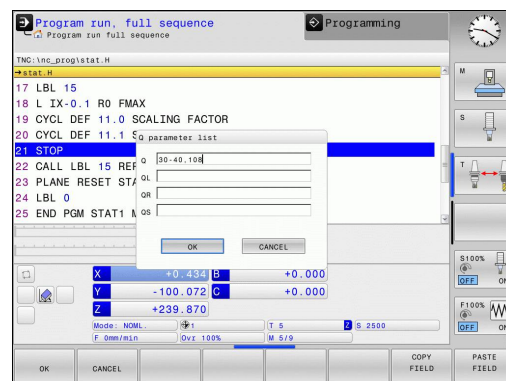 Program run, full sequence
Programming
Program run full sequence
TNC:\nc_prog\stat.H
→stat.H
17 LBL 15
18 L IX-0.1 R0 FMAX
19 CYCL DEF 11.0 SCALING FACTOR
20 CYCL DEF 11.1 S
21 STOP
22 CALL LBL 15 REP
23 PLANE RESET STA
24 LBL 0
25 END PGM STAT1 M
Q parameter list
Q 30-40,108
QL
QR
QS
OK CANCEL
X +0.434 B +0.000
Y -100.072 C +0.000
Z +239.870
Mode: NOML. 1 T 5 Z S 2500
F 0mm/min Ovr 100% M 5/9
M
S
T
S100%
OFF ON
F100%
OFF ON
OK CANCEL COPY FIELD PASTE FIELD